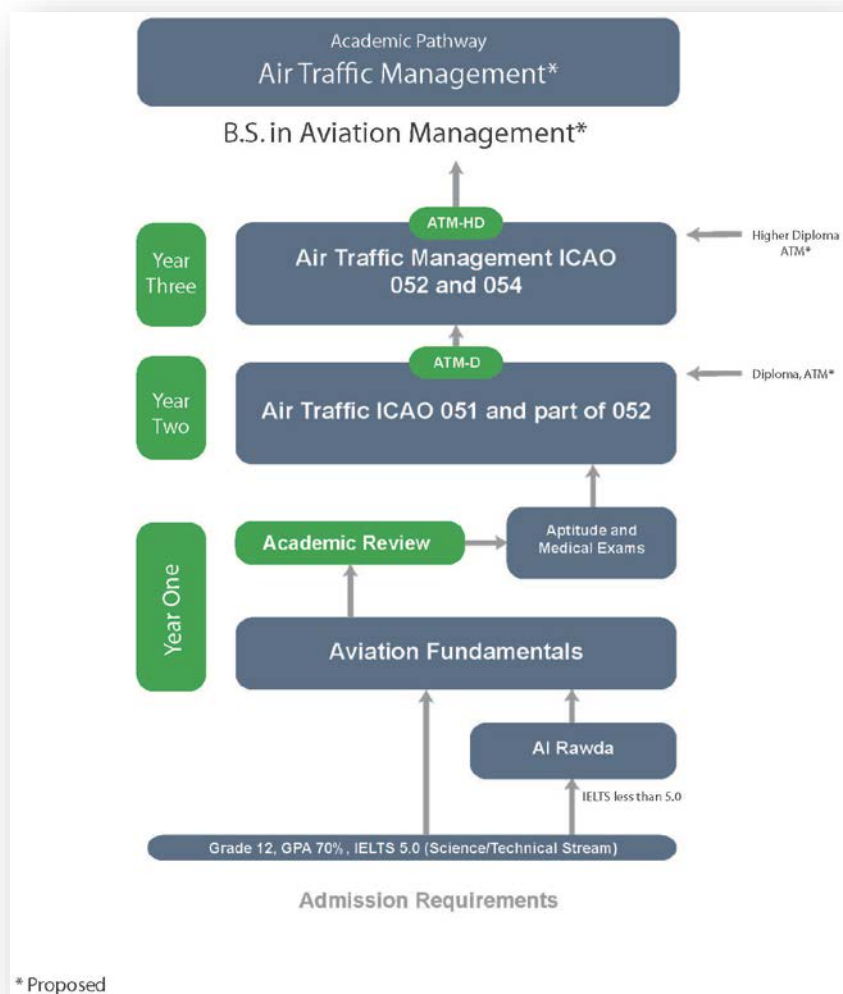 Academic Pathway
Air Traffic Management*
B.S. in Aviation Management*
ATM-HD
Year
Three
Air Traffic Management ICAO
052 and 054
Higher Diploma
ATM*
ATM-D
Year
Two
Air Traffic ICAO 051 and part of 052
Diploma, ATM*
Year One
Academic Review
Aptitude and
Medical Exams
Aviation Fundamentals
Al Rawda
IELTS less than 5.0
Grade 12, GPA 70%, IELTS 5.0 (Science/Technical Stream)
Admission Requirements
* Proposed